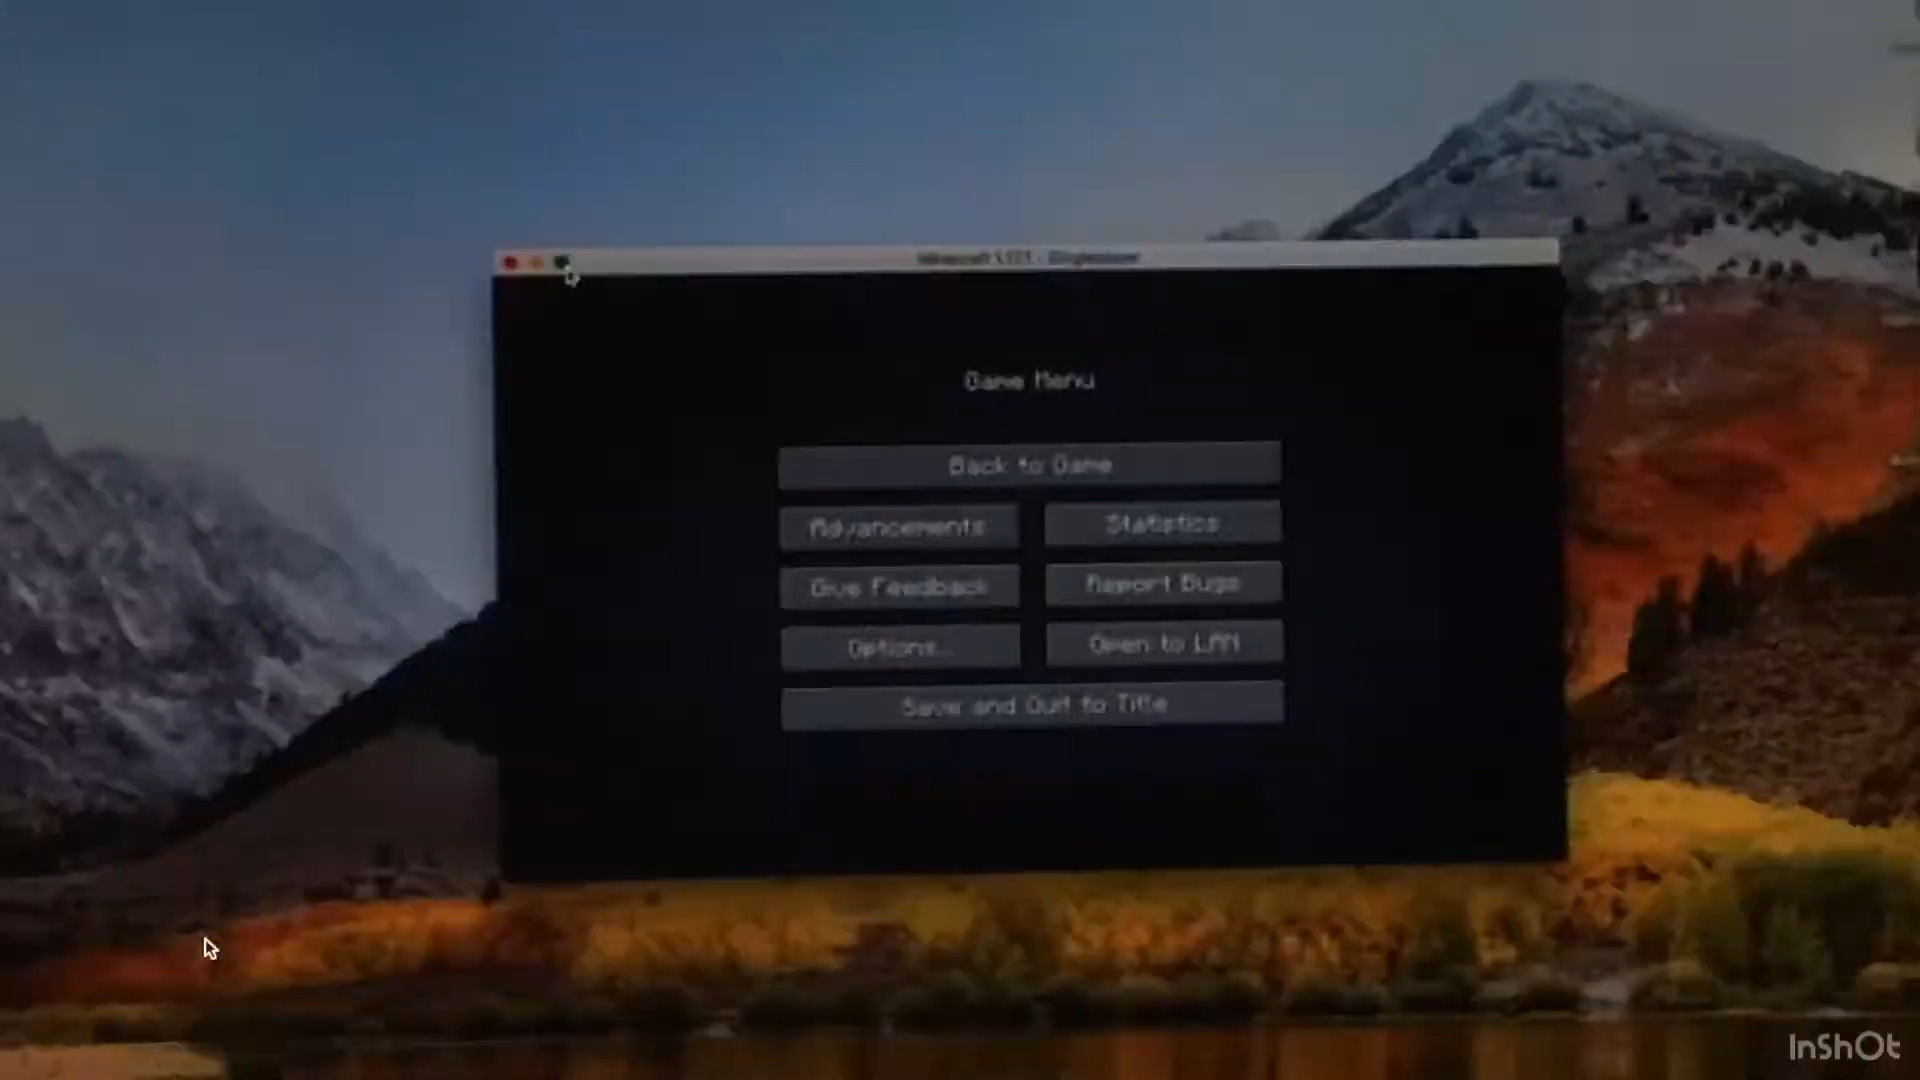 Game Menu
Back to Game
Advancements
Statistics
Give Feedback
Report Bugs
Options...
Open to LAN
Save and Quit to Title
InShOt